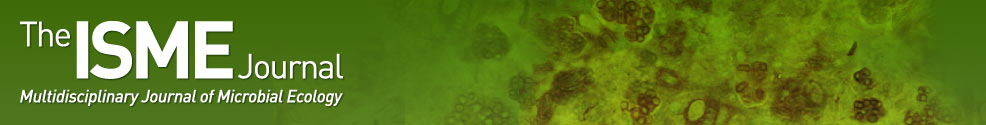 The ISME Journal
Multidisciplinary Journal of Microbial Ecology